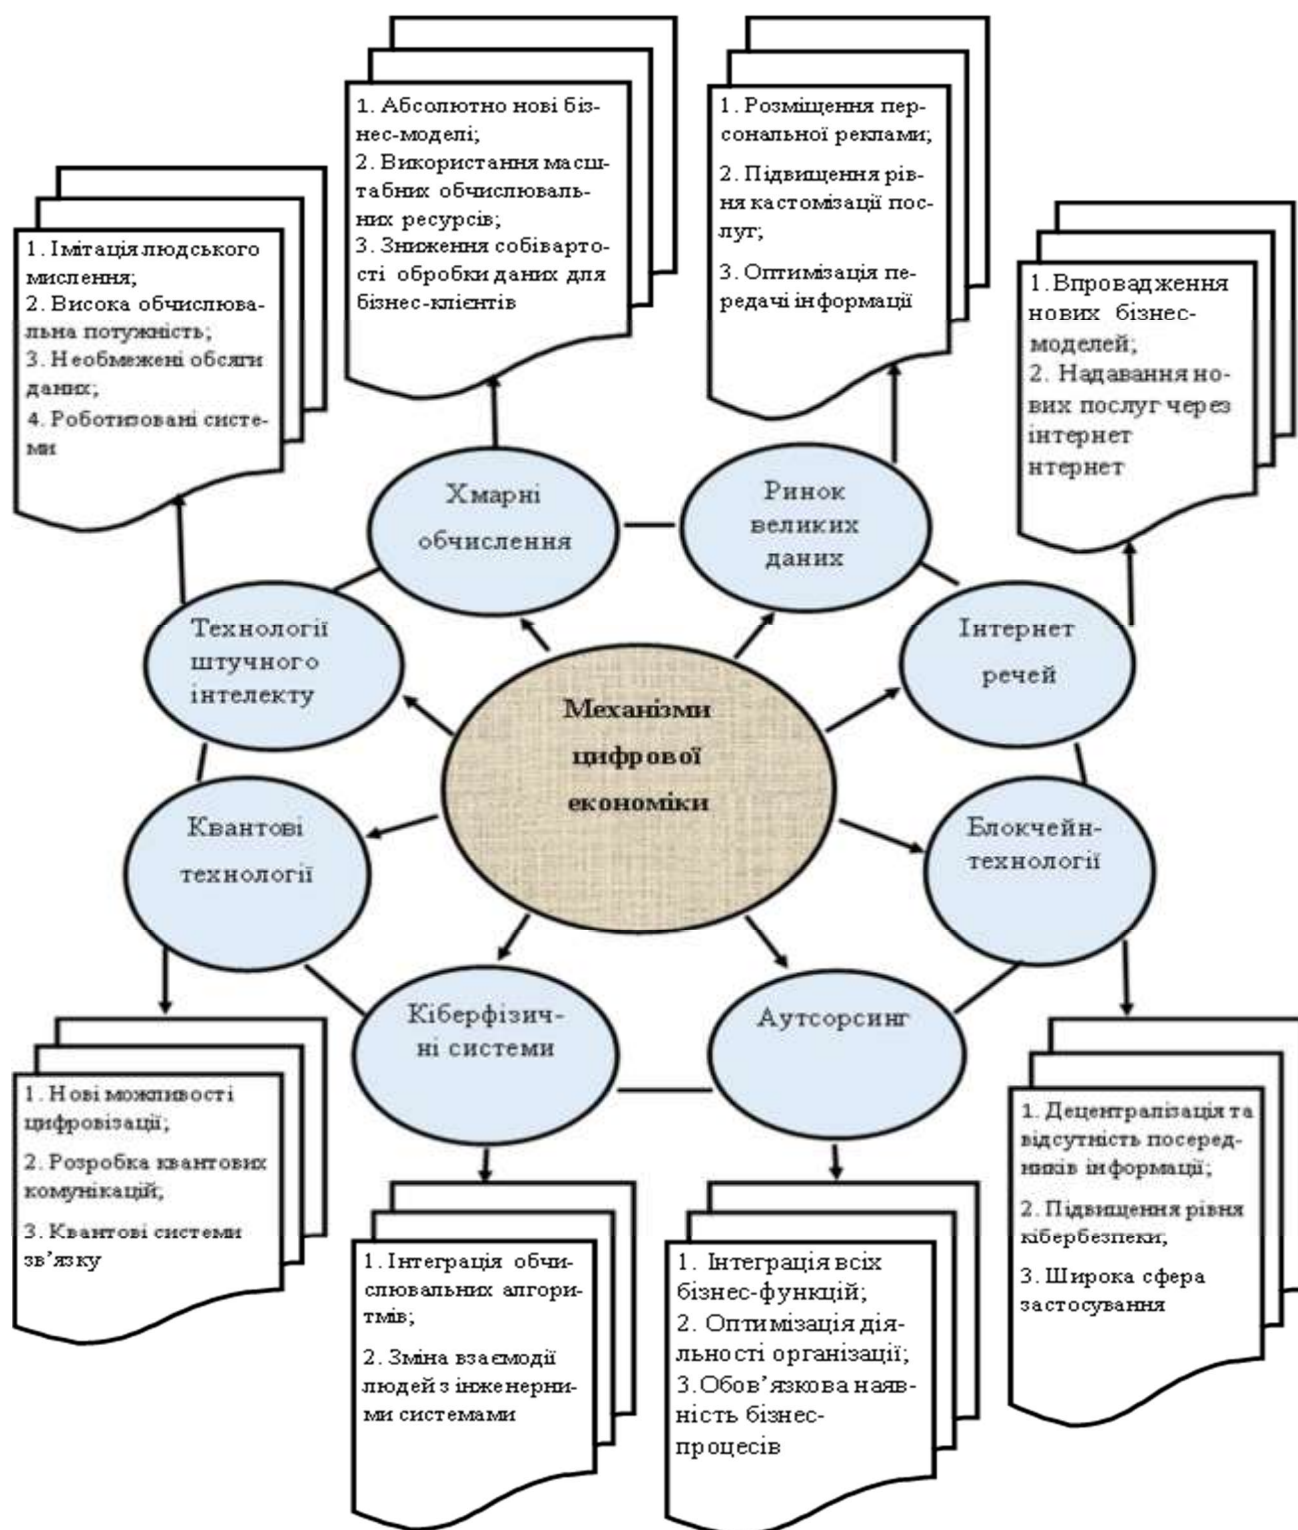 1. Абсолютно нові біз-
нес-моделі;
2. Використання масш-
табних обчислюваль-
них ресурсів;
3. Зниження собіварто-
сті обробки даних для
бізнес-клієнтів
1. Розміщення пер-
сональної реклами;
2. Підвищення рів-
ня кастомізації пос-
луг;
3. Оптимізація пе-
редачі інформації
1. Імітація людського
мислення;
2. Висока обчислюва-
льна потужність;
3. Необмежені обсяги
даних;
4. Роботизовані систе-
ми
1. Впровадження
нових бізнес-
моделей;
2. Надавання но-
вих послуг через
інтернет
нтернет
Хмарні
обчислення
Ринок
великих
даних
Технології
штучного
інтелекту
Інтернет
речей
Механізми
цифрової
економіки
Квантові
технології
Блокчейн-
технології
Кіберфізич-
ні системи
Аутсорсинг
1. Нові можливості
цифровізації;
2. Розробка квантових
комунікацій;
3. Квантові системи
зв’язку
1. Інтеграція обчи-
слювальних алгори-
тмів;
2. Зміна взаємодії
людей з інженерни-
ми системами
1. Інтеграція всіх
бізнес-функцій;
2. Оптимізація дія-
льності організації;
3.Обов’язкова наяв-
ність бізнес-
процесів
1. Децентралізація та
відсутність посеред-
ників інформації;
2. Підвищення рівня
кібербезпеки;
3. Широка сфера
застосування